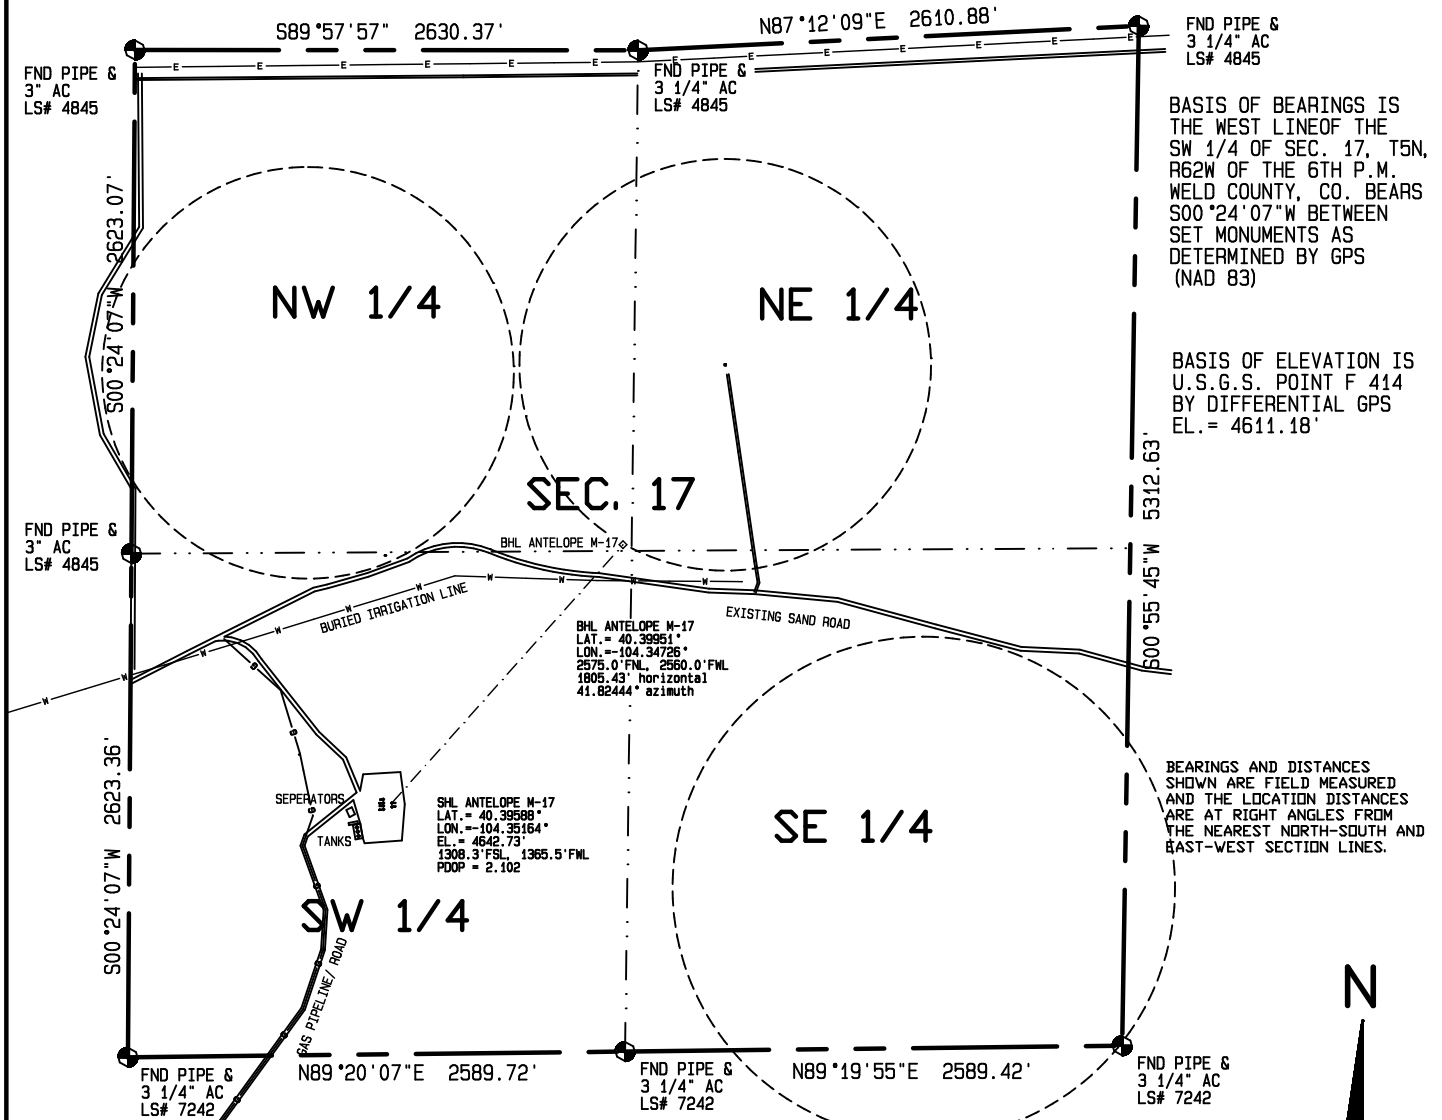 S89°57'57" 2630.37'
N87°12'09"E 2610.88'
FND PIPE &
3" AC
LS# 4845
FND PIPE &
3 1/4" AC
LS# 4845
FND PIPE &
3 1/4" AC
LS# 4845
E E E E E E E E E E E E E
BASIS OF BEARINGS IS
THE WEST LINEOF THE
SW 1/4 OF SEC. 17, T5N,
R62W OF THE 6TH P.M.
WELD COUNTY, CO. BEARS
S00°24'07"W BETWEEN
SET MONUMENTS AS
DETERMINED BY GPS
(NAD 83)
S00°24'07"W 2623.07'
NW 1/4
NE 1/4
BASIS OF ELEVATION IS
U.S.G.S. POINT F 414
BY DIFFERENTIAL GPS
EL.= 4611.18'
SEC. 17
S00°55'45"W 5312.63'
FND PIPE &
3" AC
LS# 4845
BHL ANTELOPE M-17
W W W W W W W W W
BURIED IRRIGATION LINE
EXISTING SAND ROAD
BHL ANTELOPE M-17
LAT.= 40.39951°
LON.=-104.34726°
2575.0'FNL, 2560.0'FWL
1805.43' horizontal
41.82444° azimuth
S00°24'07"W 2623.36'
SEPERATORS
TANKS
SHL ANTELOPE M-17
LAT.= 40.39588°
LON.=-104.35164°
EL.= 4642.73'
1308.3'FSL, 1365.5'FWL
PDOP = 2.102
SE 1/4
BEARINGS AND DISTANCES
SHOWN ARE FIELD MEASURED
AND THE LOCATION DISTANCES
ARE AT RIGHT ANGLES FROM
THE NEAREST NORTH-SOUTH AND
EAST-WEST SECTION LINES.
SW 1/4
GAS PIPELINE/ ROAD
N
FND PIPE &
3 1/4" AC
LS# 7242
N89°20'07"E 2589.72'
FND PIPE &
3 1/4" AC
LS# 7242
N89°19'55"E 2589.42'
FND PIPE &
3 1/4" AC
LS# 7242